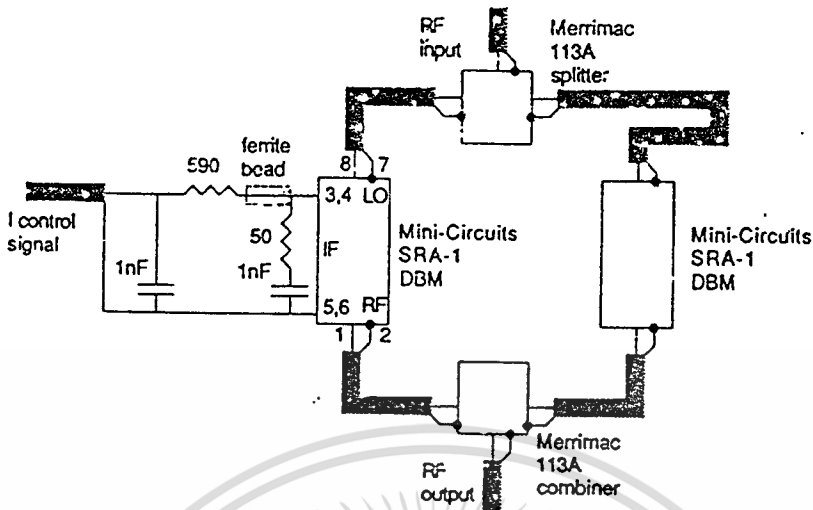 RF
input
Merrimac
113A
splitter
590
ferrite
bead
8
7
3,4
LO
I control
signal
50
IF
1nF
1nF
Mini-Circuits
SRA-1
DBM
Mini-Circuits
SRA-1
DBM
5,6
RF
1
2
RF
output
Merrimac
113A
combiner